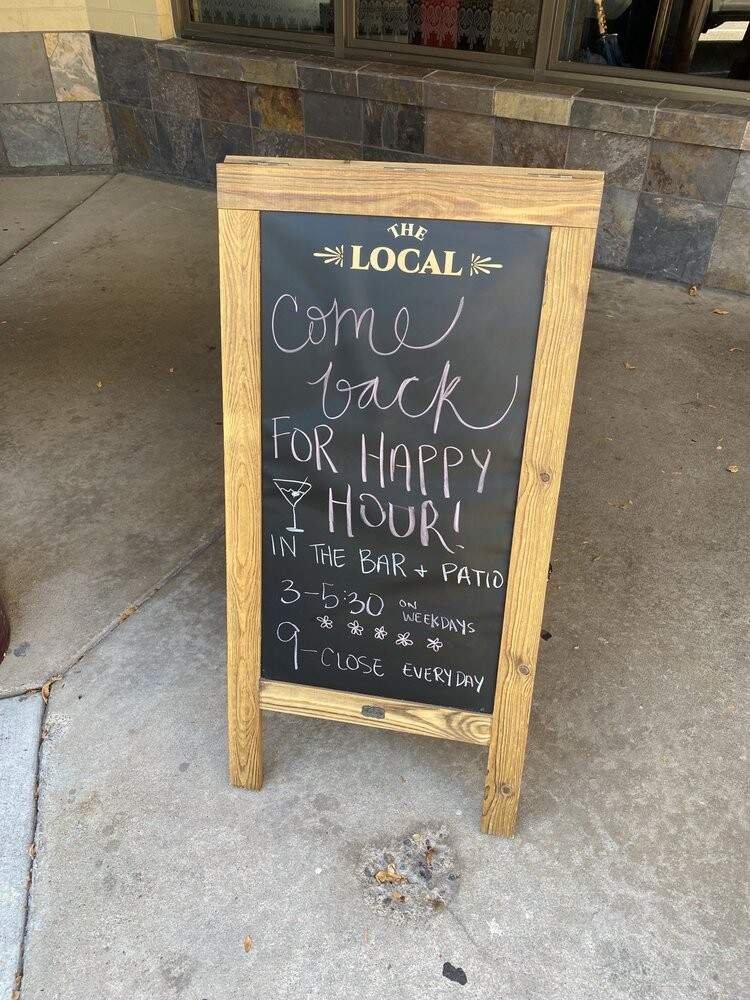 THE
LOCAL
Come
back
FOR HAPPY
HOUR!
IN THE BAR + PATIO
3-5:30 ON WEEKDAYS
9-CLOSE EVERYDAY